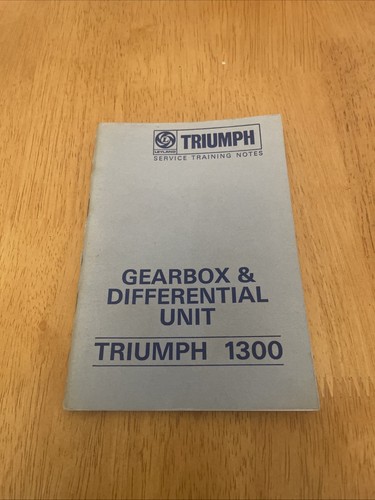 LEYLAND
TRIUMPH
SERVICE TRAINING NOTES
GEARBOX &
DIFFERENTIAL
UNIT
TRIUMPH 1300